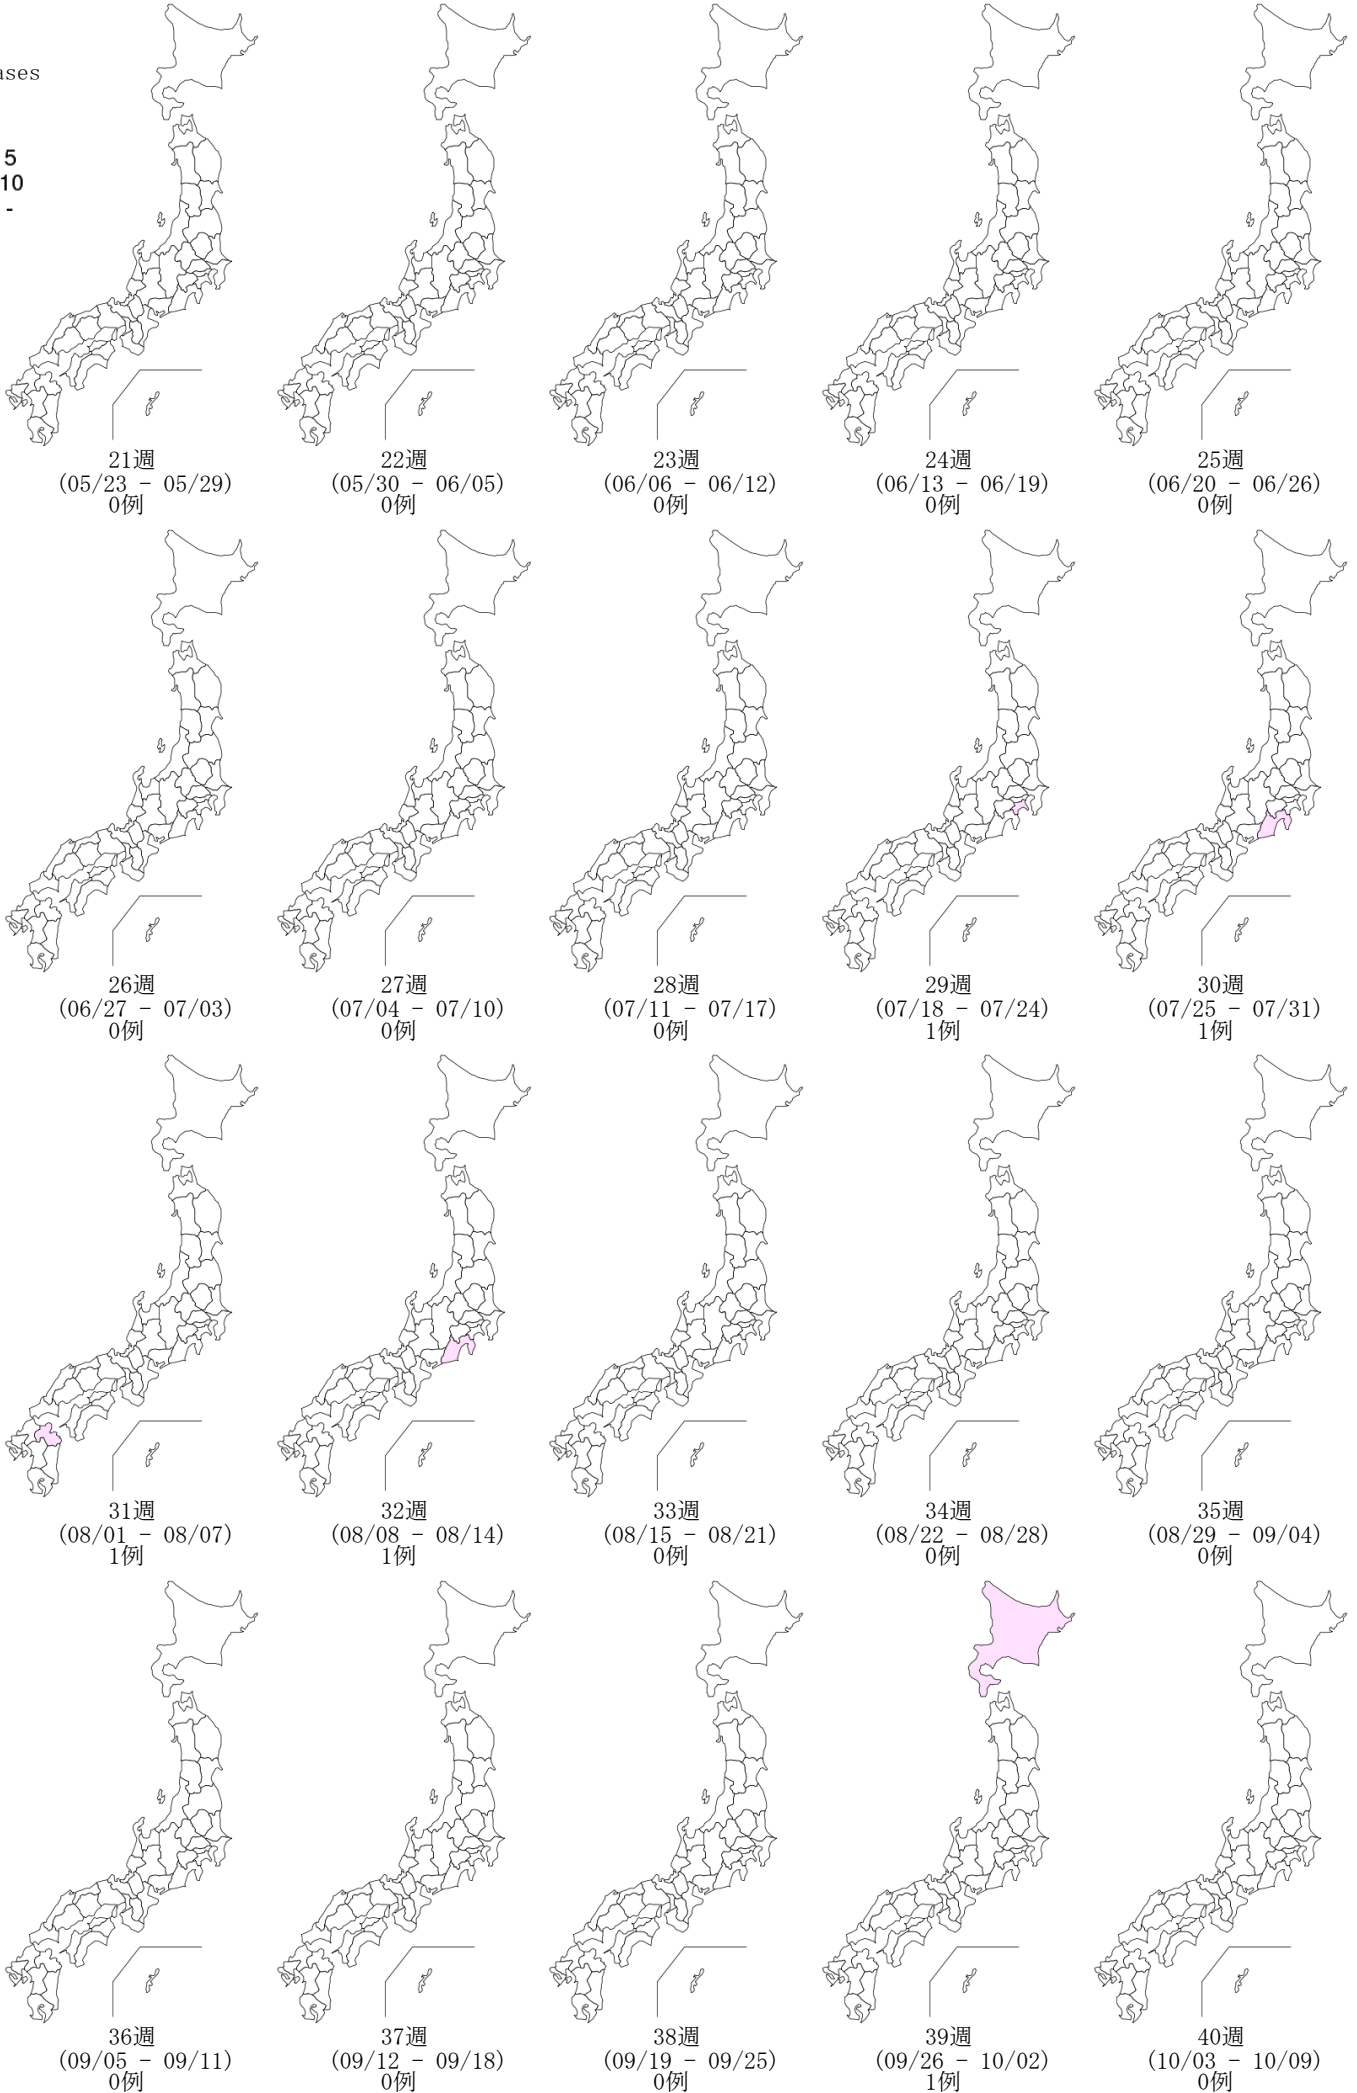 ases
5
10
-
21週
(05/23 - 05/29)
0例
22週
(05/30 - 06/05)
0例
23週
(06/06 - 06/12)
0例
24週
(06/13 - 06/19)
0例
25週
(06/20 - 06/26)
0例
26週
(06/27 - 07/03)
0例
27週
(07/04 - 07/10)
0例
28週
(07/11 - 07/17)
0例
29週
(07/18 - 07/24)
1例
30週
(07/25 - 07/31)
1例
31週
(08/01 - 08/07)
1例
32週
(08/08 - 08/14)
1例
33週
(08/15 - 08/21)
0例
34週
(08/22 - 08/28)
0例
35週
(08/29 - 09/04)
0例
36週
(09/05 - 09/11)
0例
37週
(09/12 - 09/18)
0例
38週
(09/19 - 09/25)
0例
39週
(09/26 - 10/02)
1例
40週
(10/03 - 10/09)
0例